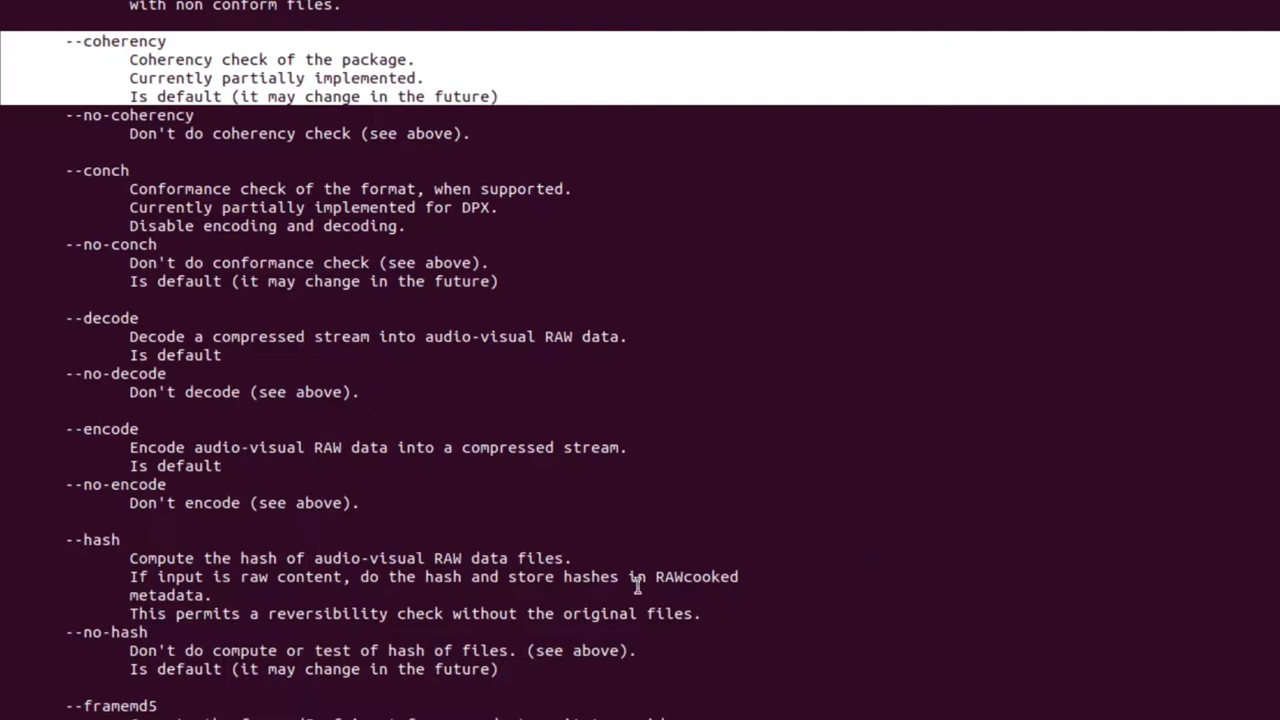 with non conform files.
--coherency
Coherency check of the package.
Currently partially implemented.
Is default (it may change in the future)
--no-coherency
Don't do coherency check (see above).
--conch
Conformance check of the format, when supported.
Currently partially implemented for DPX.
Disable encoding and decoding.
--no-conch
Don't do conformance check (see above).
Is default (it may change in the future)
--decode
Decode a compressed stream into audio-visual RAW data.
Is default
--no-decode
Don't decode (see above).
--encode
Encode audio-visual RAW data into a compressed stream.
Is default
--no-encode
Don't encode (see above).
--hash
Compute the hash of audio-visual RAW data files.
If input is raw content, do the hash and store hashes in RAWcooked
metadata.
This permits a reversibility check without the original files.
--no-hash
Don't do compute or test of hash of files. (see above).
Is default (it may change in the future)
--framemd5